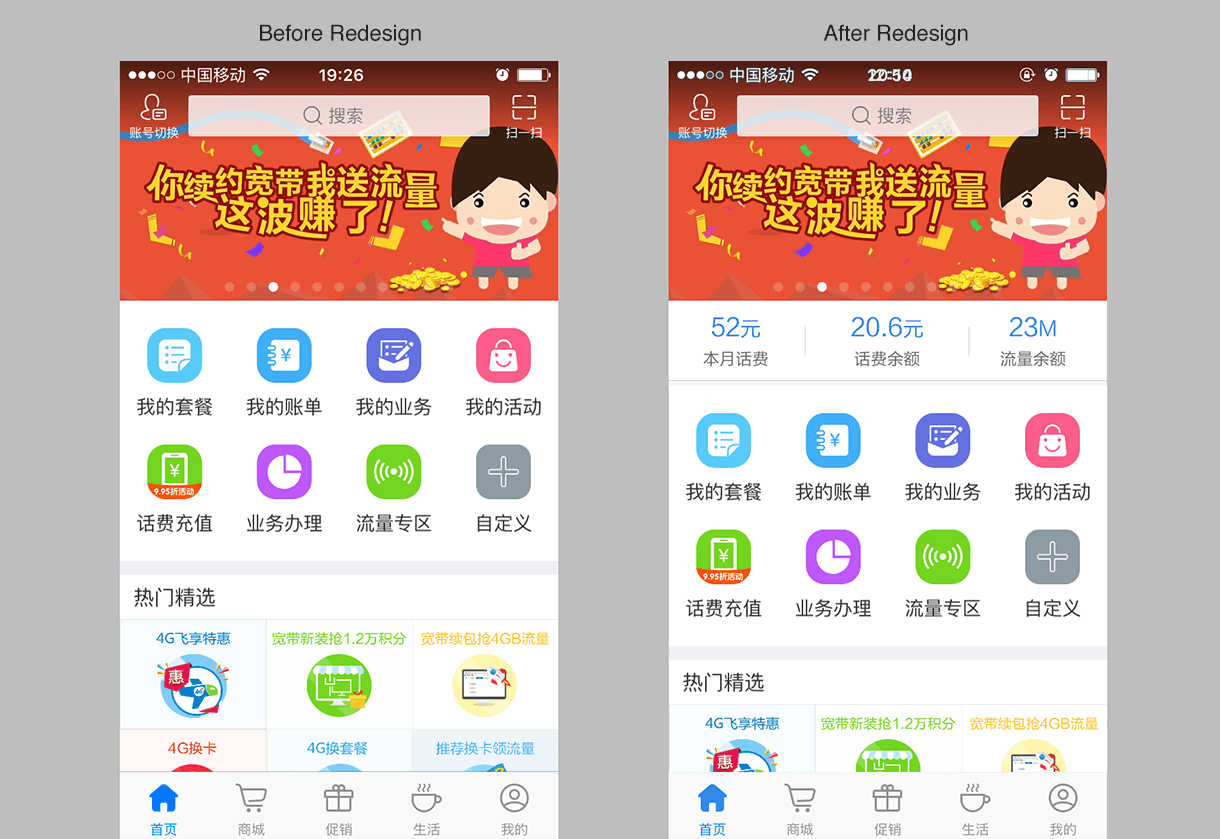 Before Redesign
中国移动
19:26
账号切换
搜索
扫一扫
你续约宽带我送流量
这波赚了!
我的套餐
我的账单
我的业务
我的活动
9.95折活动
话费充值
业务办理
流量专区
自定义
热门精选
4G飞享特惠
宽带新装抢1.2万积分
宽带续包抢4GB流量
惠
4G换卡
4G换套餐
推荐换卡领流量
首页
商城
促销
生活
我的
After Redesign
中国移动
账号切换
搜索
扫一扫
你续约宽带我送流量
这波赚了!
52元
20.6元
23M
本月话费
话费余额
流量余额
我的套餐
我的账单
我的业务
我的活动
9.95折活动
话费充值
业务办理
流量专区
自定义
热门精选
4G飞享特惠
宽带新装抢1.2万积分
宽带续包抢4GB流量
惠
首页
商城
促销
生活
我的